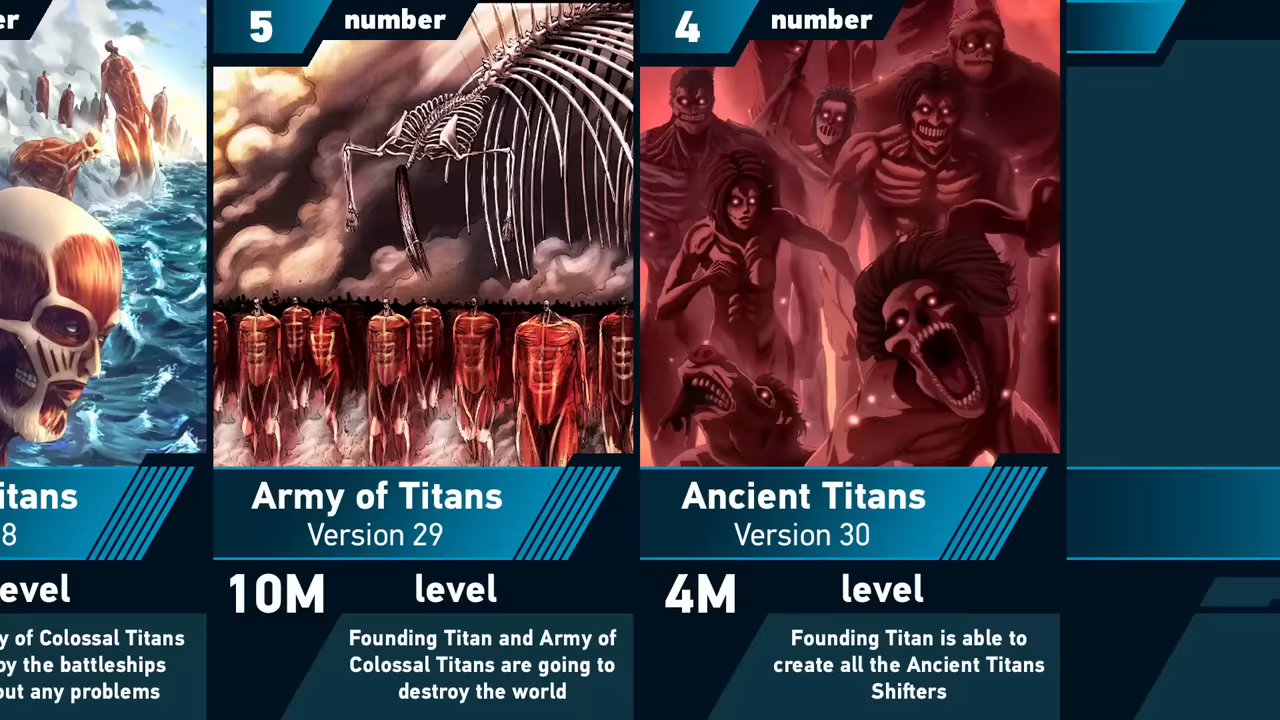 er
itans
8
evel
y of Colossal Titans
by the battleships
out any problems
5
number
Army of Titans
Version 29
10M
level
Founding Titan and Army of
Colossal Titans are going to
destroy the world
4
number
Ancient Titans
Version 30
4M
level
Founding Titan is able to
create all the Ancient Titans
Shifters